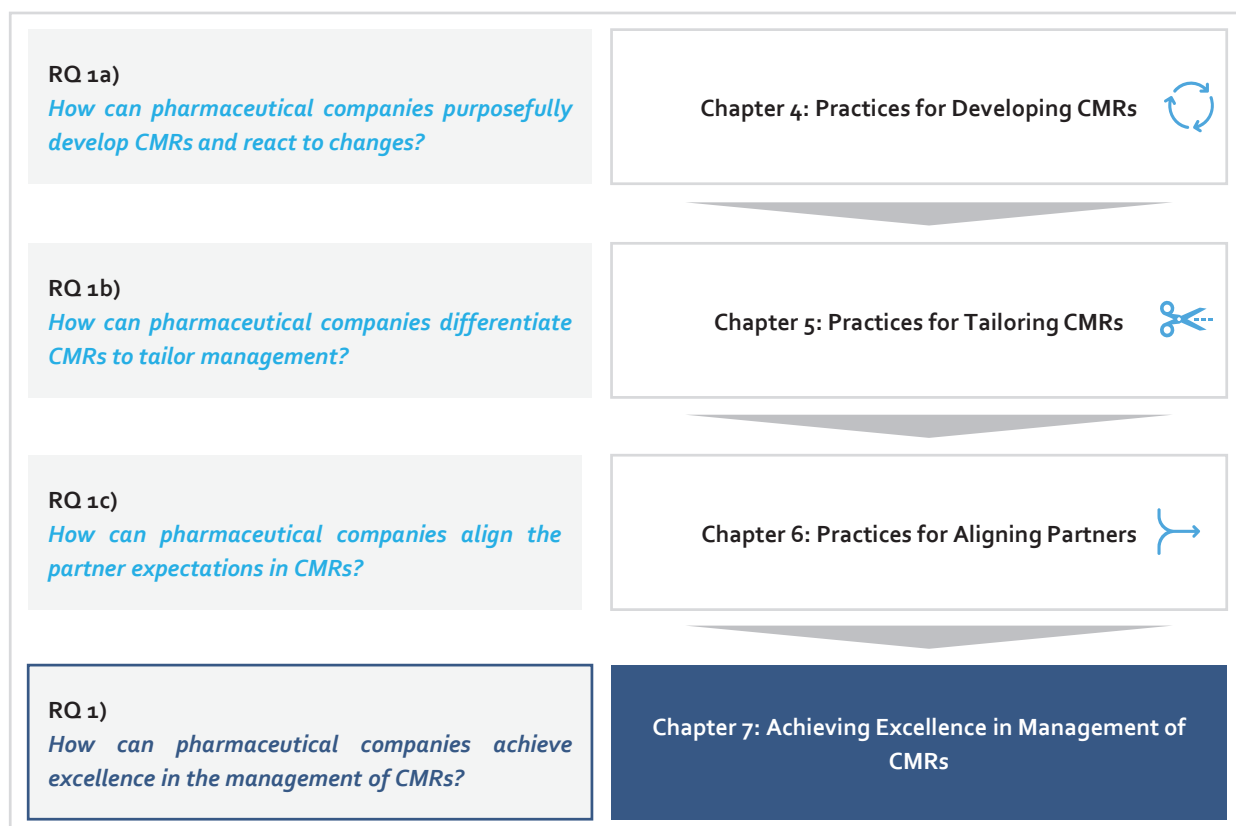 RQ 1a)
How can pharmaceutical companies purposefully
develop CMRs and react to changes?
Chapter 4: Practices for Developing CMRs
RQ 1b)
How can pharmaceutical companies differentiate
CMRs to tailor management?
Chapter 5: Practices for Tailoring CMRs
RQ 1c)
How can pharmaceutical companies align the
partner expectations in CMRs?
Chapter 6: Practices for Aligning Partners
RQ 1)
How can pharmaceutical companies achieve
excellence in the management of CMRs?
Chapter 7: Achieving Excellence in Management of
CMRs